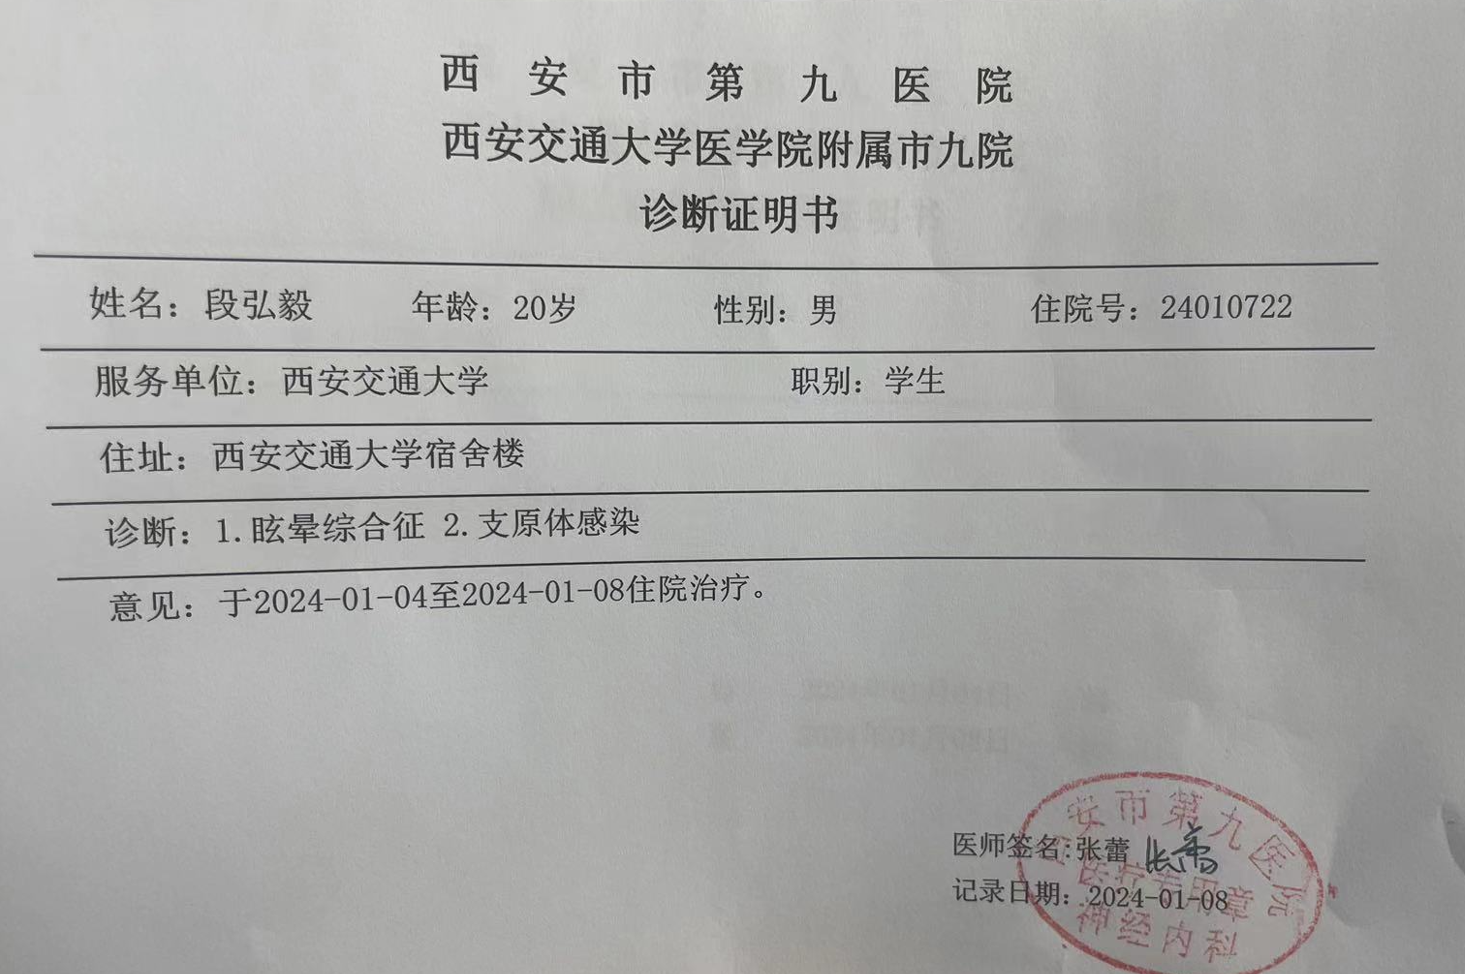 西安市第九医院
西安交通大学医学院附属市九院
诊断证明书
姓名：段弘毅 年龄：20岁 性别：男 住院号：24010722
服务单位：西安交通大学 职别：学生
住址：西安交通大学宿舍楼
诊断：1.眩晕综合征 2.支原体感染
意见：于2024-01-04至2024-01-08住院治疗。
医师签名:张蕾 张蕾
记录日期：2024-01-08
西安市第九医院
医疗专用章
神经内科